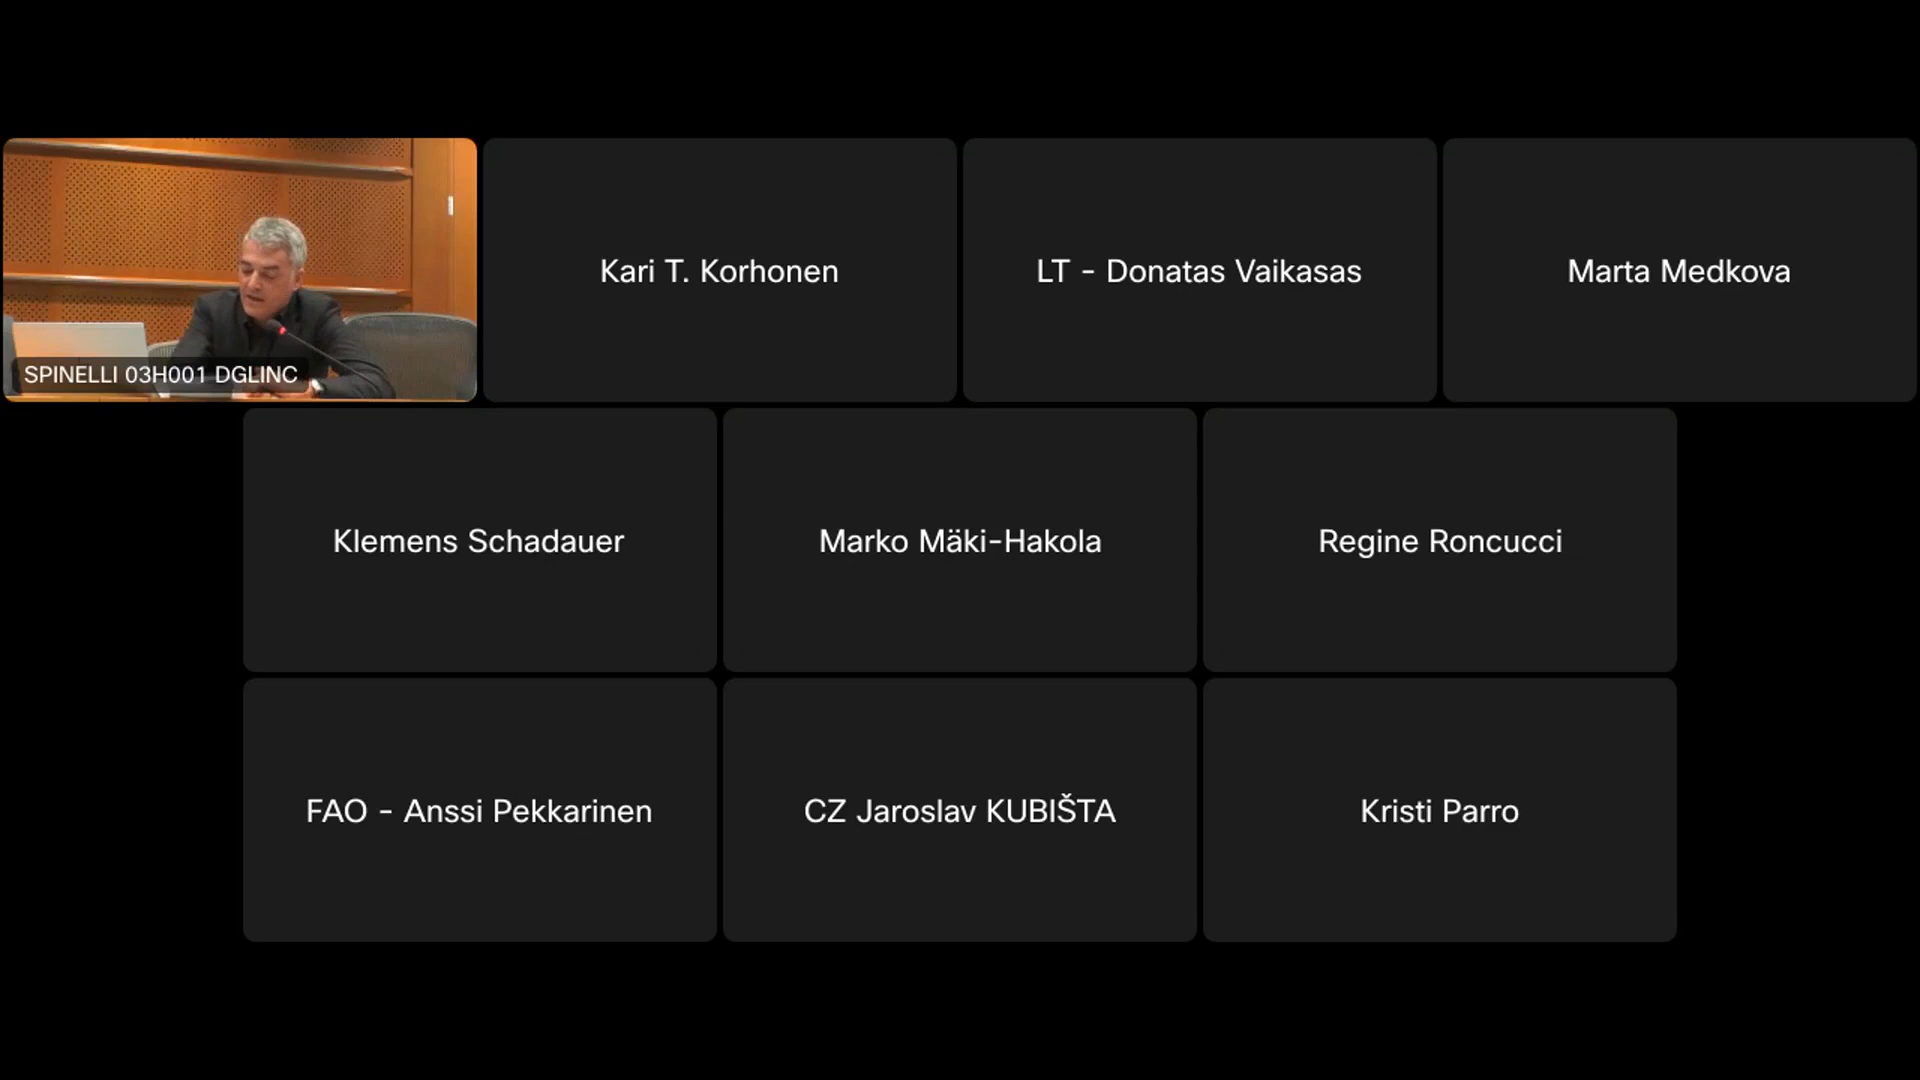 SPINELLI 03H001 DGLINC
Kari T. Korhonen
LT - Donatas Vaikasas
Marta Medkova
Klemens Schadauer
Marko Mäki-Hakola
Regine Roncucci
FAO - Anssi Pekkarinen
CZ Jaroslav KUBIŠTA
Kristi Parro